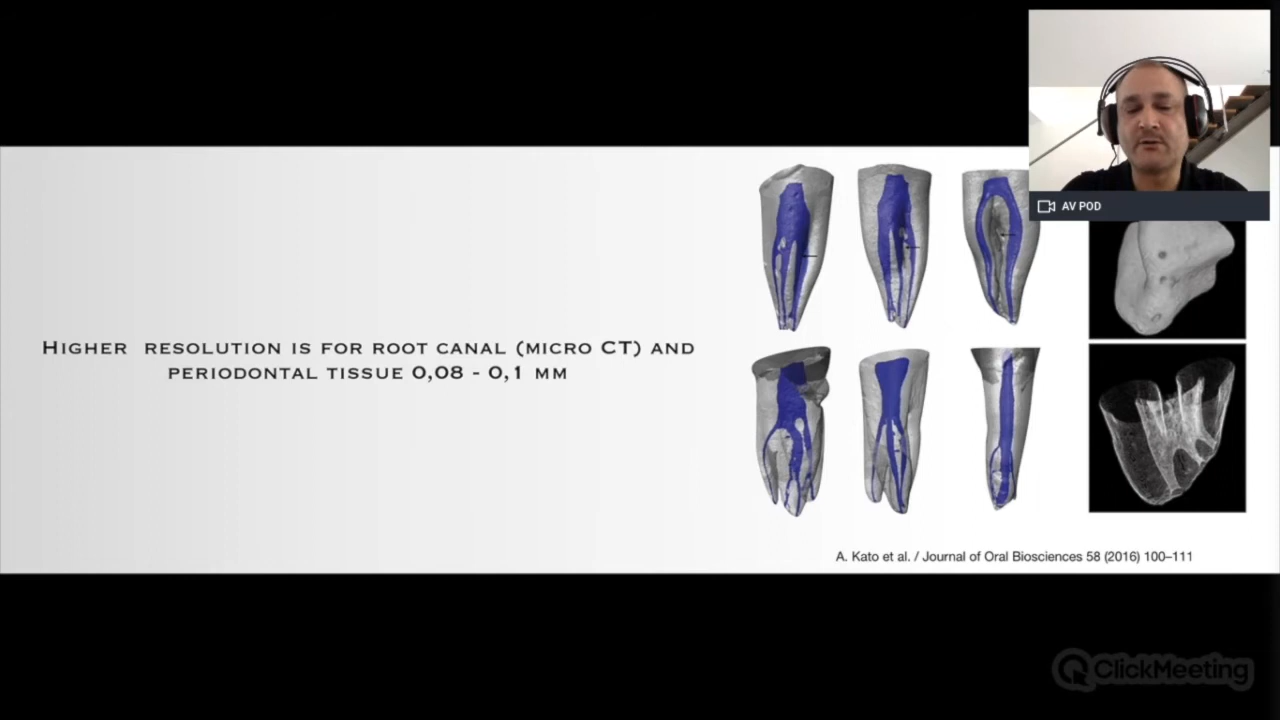 AV POD
HIGHER RESOLUTION IS FOR ROOT CANAL (MICRO CT) AND
PERIODONTAL TISSUE 0,08 - 0,1 MM
A. Kato et al. / Journal of Oral Biosciences 58 (2016) 100–111
ClickMeeting